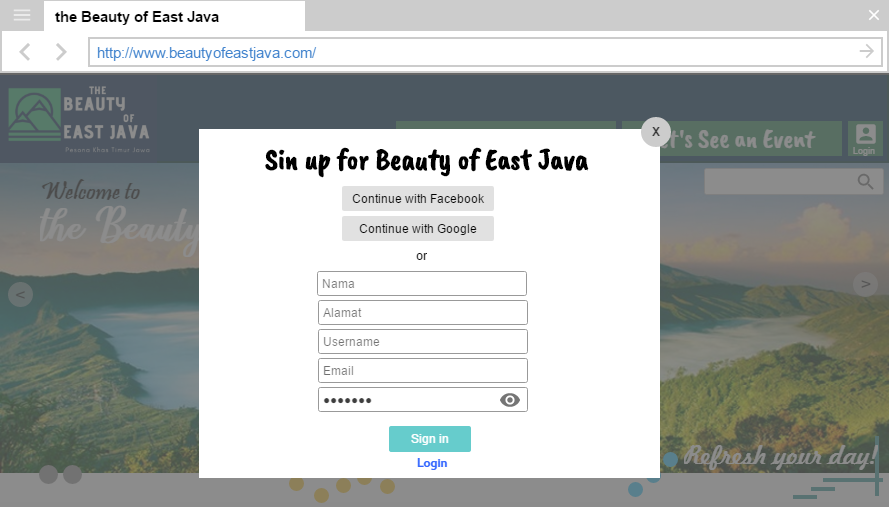 the Beauty of East Java
http://www.beautyofeastjava.com/
THE
BEAUTY
OF
EAST JAVA
Pesona Khas Timur Jawa
Let's See an Event
Login
X
Sin up for Beauty of East Java
Continue with Facebook
Continue with Google
or
Nama
Alamat
Username
Email
Sign in
Login
Welcome to
the Beauty
<
>
Refresh your day!